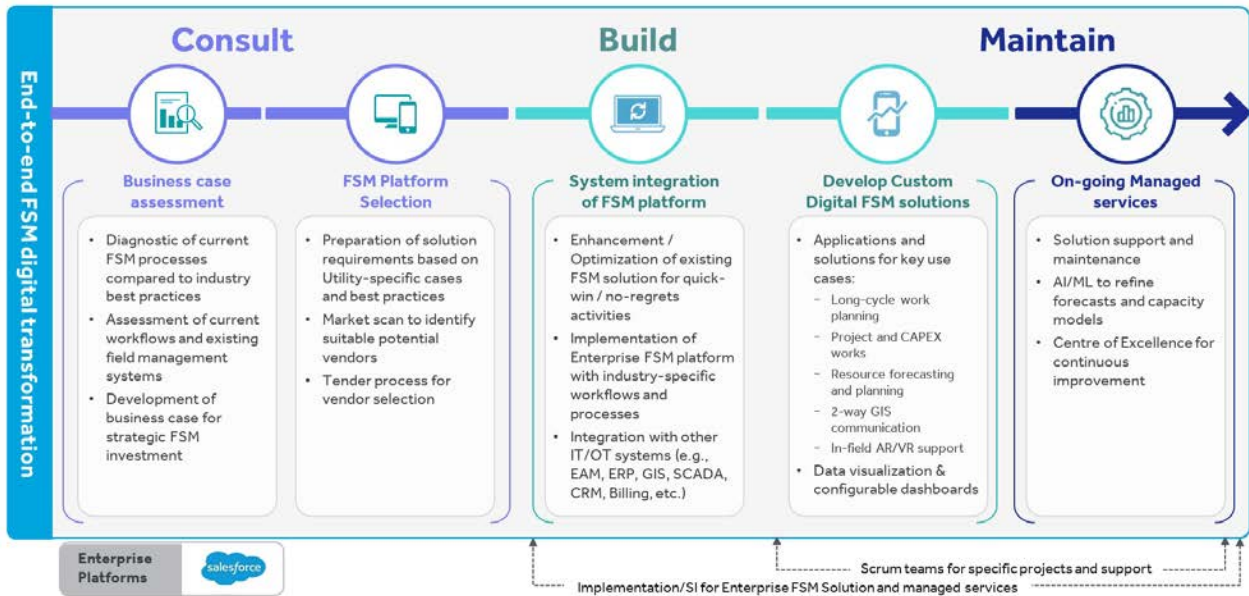 End-to-end FSM digital transformation
Consult
Build
Maintain
Business case
assessment
• Diagnostic of current
FSM processes
compared to industry
best practices
• Assessment of current
workflows and existing
field management
systems
• Development of
business case for
strategic FSM
investment
FSM Platform
Selection
• Preparation of solution
requirements based on
Utility-specific cases
and best practices
• Market scan to identify
suitable potential
vendors
• Tender process for
vendor selection
System integration
of FSM platform
• Enhancement /
Optimization of existing
FSM solution for quick-
win / no-regrets
activities
• Implementation of
Enterprise FSM platform
with industry-specific
workflows and
processes
• Integration with other
IT/OT systems (e.g.,
EAM, ERP, GIS, SCADA,
CRM, Billing, etc.)
Develop Custom
Digital FSM solutions
• Applications and
solutions for key use
cases:
– Long-cycle work
planning
– Project and CAPEX
works
– Resource forecasting
and planning
– 2-way GIS
communication
– In-field AR/VR support
• Data visualization &
configurable dashboards
On-going Managed
services
• Solution support and
maintenance
• AI/ML to refine
forecasts and capacity
models
• Centre of Excellence for
continuous
improvement
Enterprise
Platforms
salesforce
Scrum teams for specific projects and support
Implementation/SI for Enterprise FSM Solution and managed services